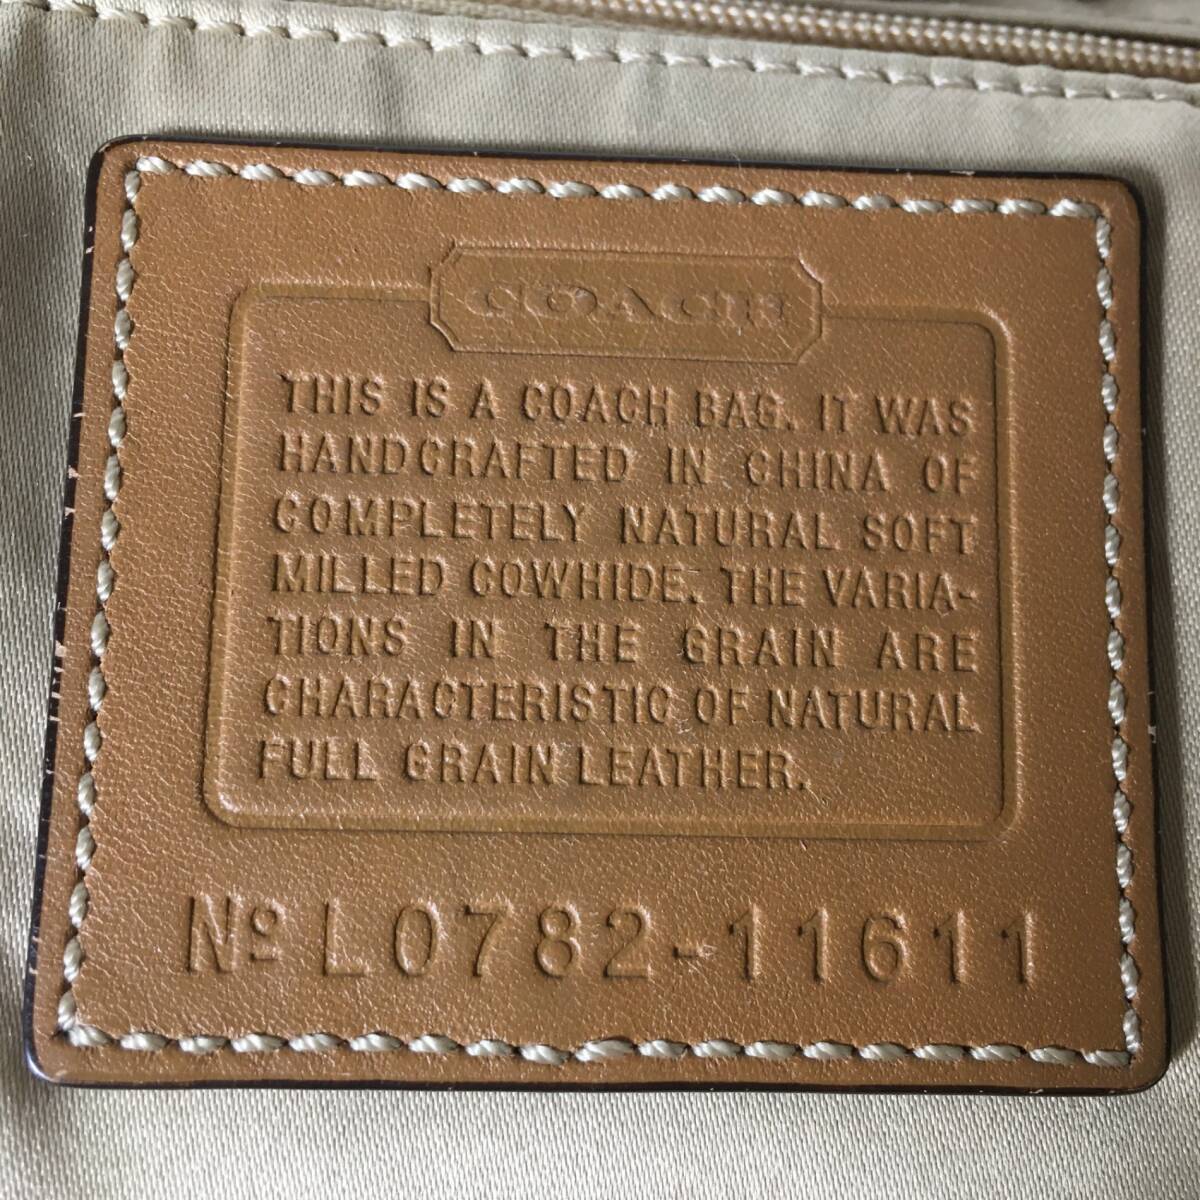 COACH
THIS IS A COACH BAG. IT WAS
HANDCRAFTED IN CHINA OF
COMPLETELY NATURAL SOFT
MILLED COWHIDE. THE VARIA-
TIONS IN THE GRAIN ARE
CHARACTERISTIC OF NATURAL
FULL GRAIN LEATHER.
Nº L0782-11611